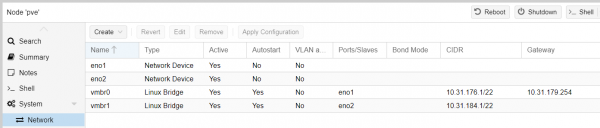 Node 'pve'
Reboot Shutdown Shell
Search
Summary
Notes
Shell
System
Network
Create Revert Edit Remove Apply Configuration
Name Type Active Autostart VLAN a... Ports/Slaves Bond Mode CIDR Gateway
eno1 Network Device Yes No No
eno2 Network Device Yes No No
vmbr0 Linux Bridge Yes Yes No eno1 10.31.176.1/22 10.31.179.254
vmbr1 Linux Bridge Yes Yes No eno2 10.31.184.1/22